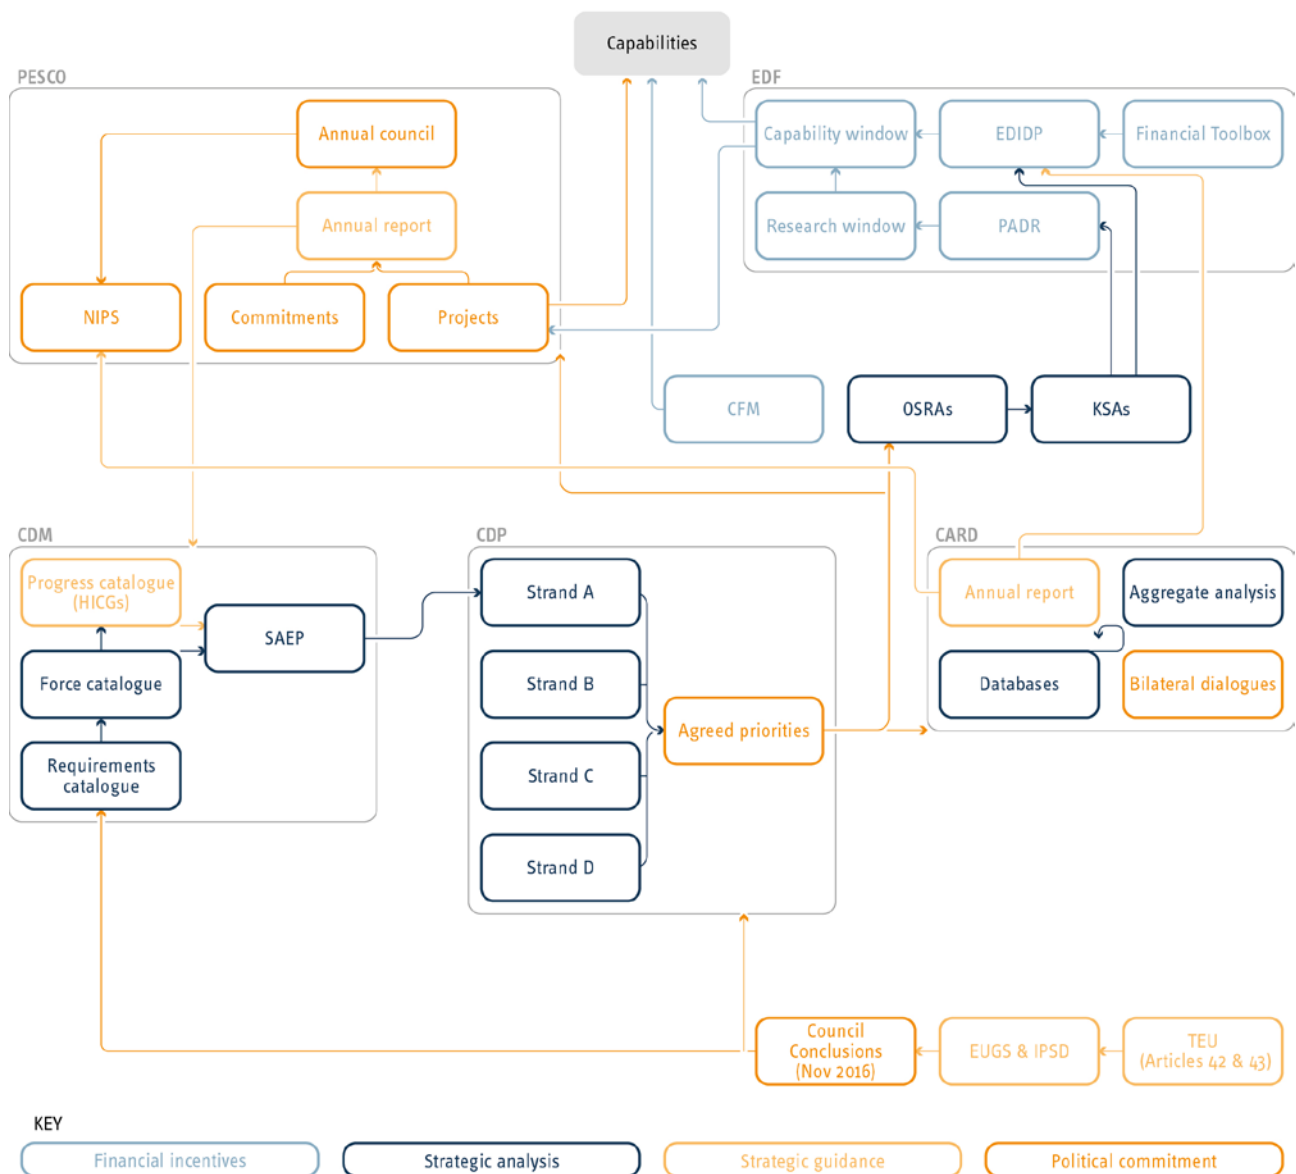 Capabilities
PESCO
EDF
Annual council
Capability window
EDIDP
Financial Toolbox
Annual report
Research window
PADR
NIPS
Commitments
Projects
CFM
OSRAs
KSAs
CDM
CDP
CARD
Progress catalogue
(HICGs)
Strand A
Annual report
Aggregate analysis
SAEP
Force catalogue
Strand B
Databases
Bilateral dialogues
Agreed priorities
Requirements
catalogue
Strand C
Strand D
Council
Conclusions
(Nov 2016)
EUGS & IPSD
TEU
(Articles 42 & 43)
KEY
Financial incentives
Strategic analysis
Strategic guidance
Political commitment